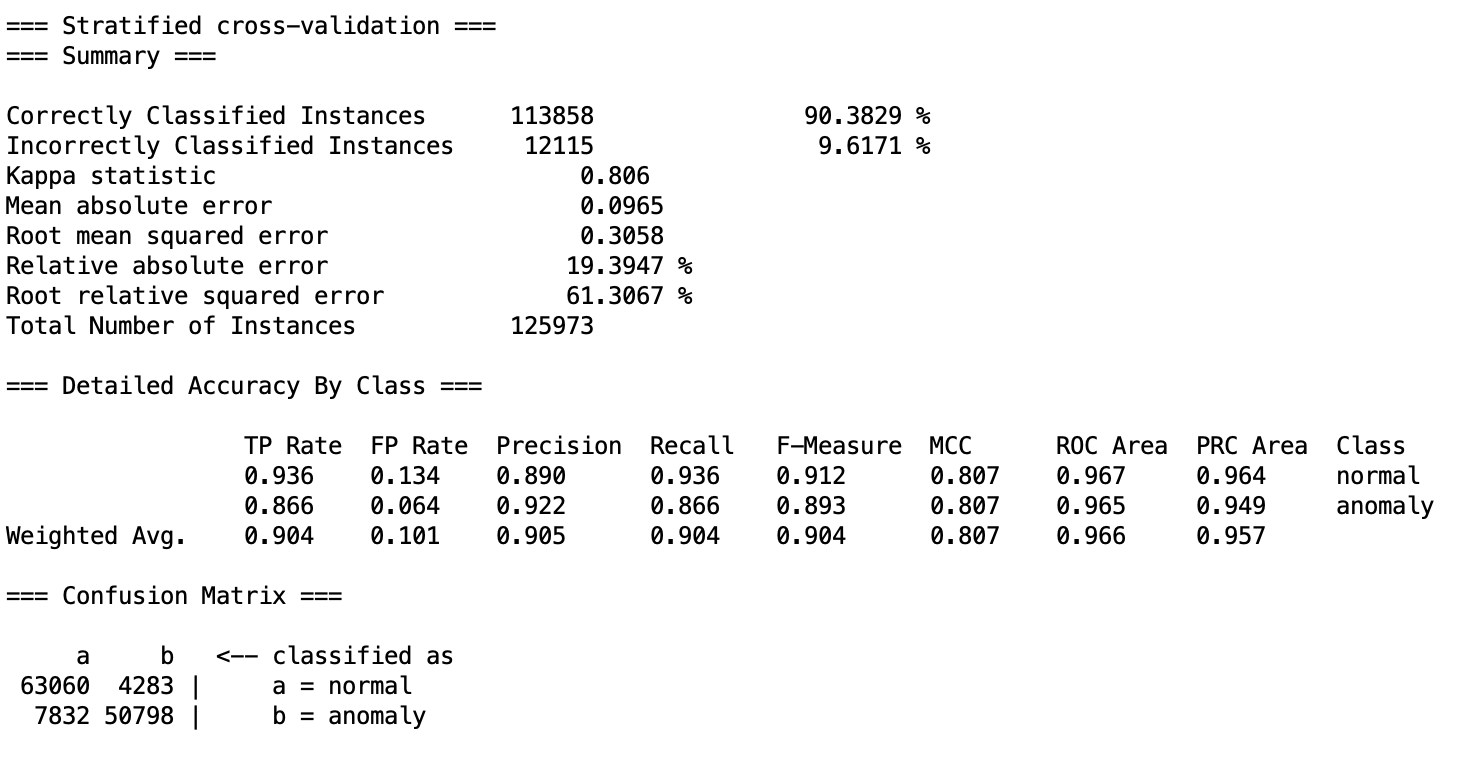 === Stratified cross-validation ===
=== Summary ===
Correctly Classified Instances 113858 90.3829 %
Incorrectly Classified Instances 12115 9.6171 %
Kappa statistic 0.806
Mean absolute error 0.0965
Root mean squared error 0.3058
Relative absolute error 19.3947 %
Root relative squared error 61.3067 %
Total Number of Instances 125973
=== Detailed Accuracy By Class ===
TP Rate FP Rate Precision Recall F-Measure MCC ROC Area PRC Area Class
0.936 0.134 0.890 0.936 0.912 0.807 0.967 0.964 normal
0.866 0.064 0.922 0.866 0.893 0.807 0.965 0.949 anomaly
Weighted Avg. 0.904 0.101 0.905 0.904 0.904 0.807 0.966 0.957
=== Confusion Matrix ===
a b <-- classified as
63060 4283 | a = normal
7832 50798 | b = anomaly